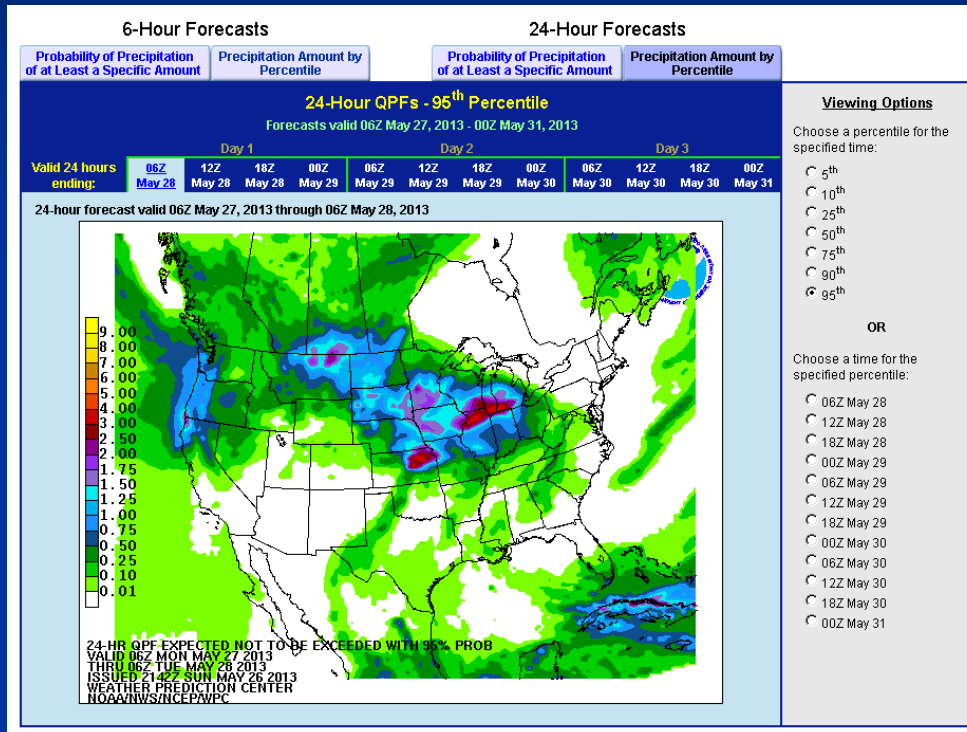 6-Hour Forecasts
24-Hour Forecasts
Probability of Precipitation of at Least a Specific Amount
Precipitation Amount by Percentile
Probability of Precipitation of at Least a Specific Amount
Precipitation Amount by Percentile
24-Hour QPFs - 95th Percentile
Forecasts valid 06Z May 27, 2013 - 00Z May 31, 2013
Day 1
Day 2
Day 3
Valid 24 hours ending:
06Z May 28
12Z May 28
18Z May 28
00Z May 29
06Z May 29
12Z May 29
18Z May 29
00Z May 30
06Z May 30
12Z May 30
18Z May 30
00Z May 31
24-hour forecast valid 06Z May 27, 2013 through 06Z May 28, 2013
9.00
8.00
7.00
6.00
5.00
4.00
3.00
2.50
2.00
1.75
1.50
1.25
1.00
0.75
0.50
0.25
0.10
0.01
24-HR QPF EXPECTED NOT TO BE EXCEEDED WITH 95% PROB
VALID 06Z MON MAY 27 2013
THRU 06Z TUE MAY 28 2013
ISSUED 2142Z SUN MAY 26 2013
WEATHER PREDICTION CENTER
NOAA/NWS/NCEP/WPC
Viewing Options
Choose a percentile for the
specified time:
5th
10th
25th
50th
75th
90th
95th
OR
Choose a time for the
specified percentile:
06Z May 28
12Z May 28
18Z May 28
00Z May 29
06Z May 29
12Z May 29
18Z May 29
00Z May 30
06Z May 30
12Z May 30
18Z May 30
00Z May 31